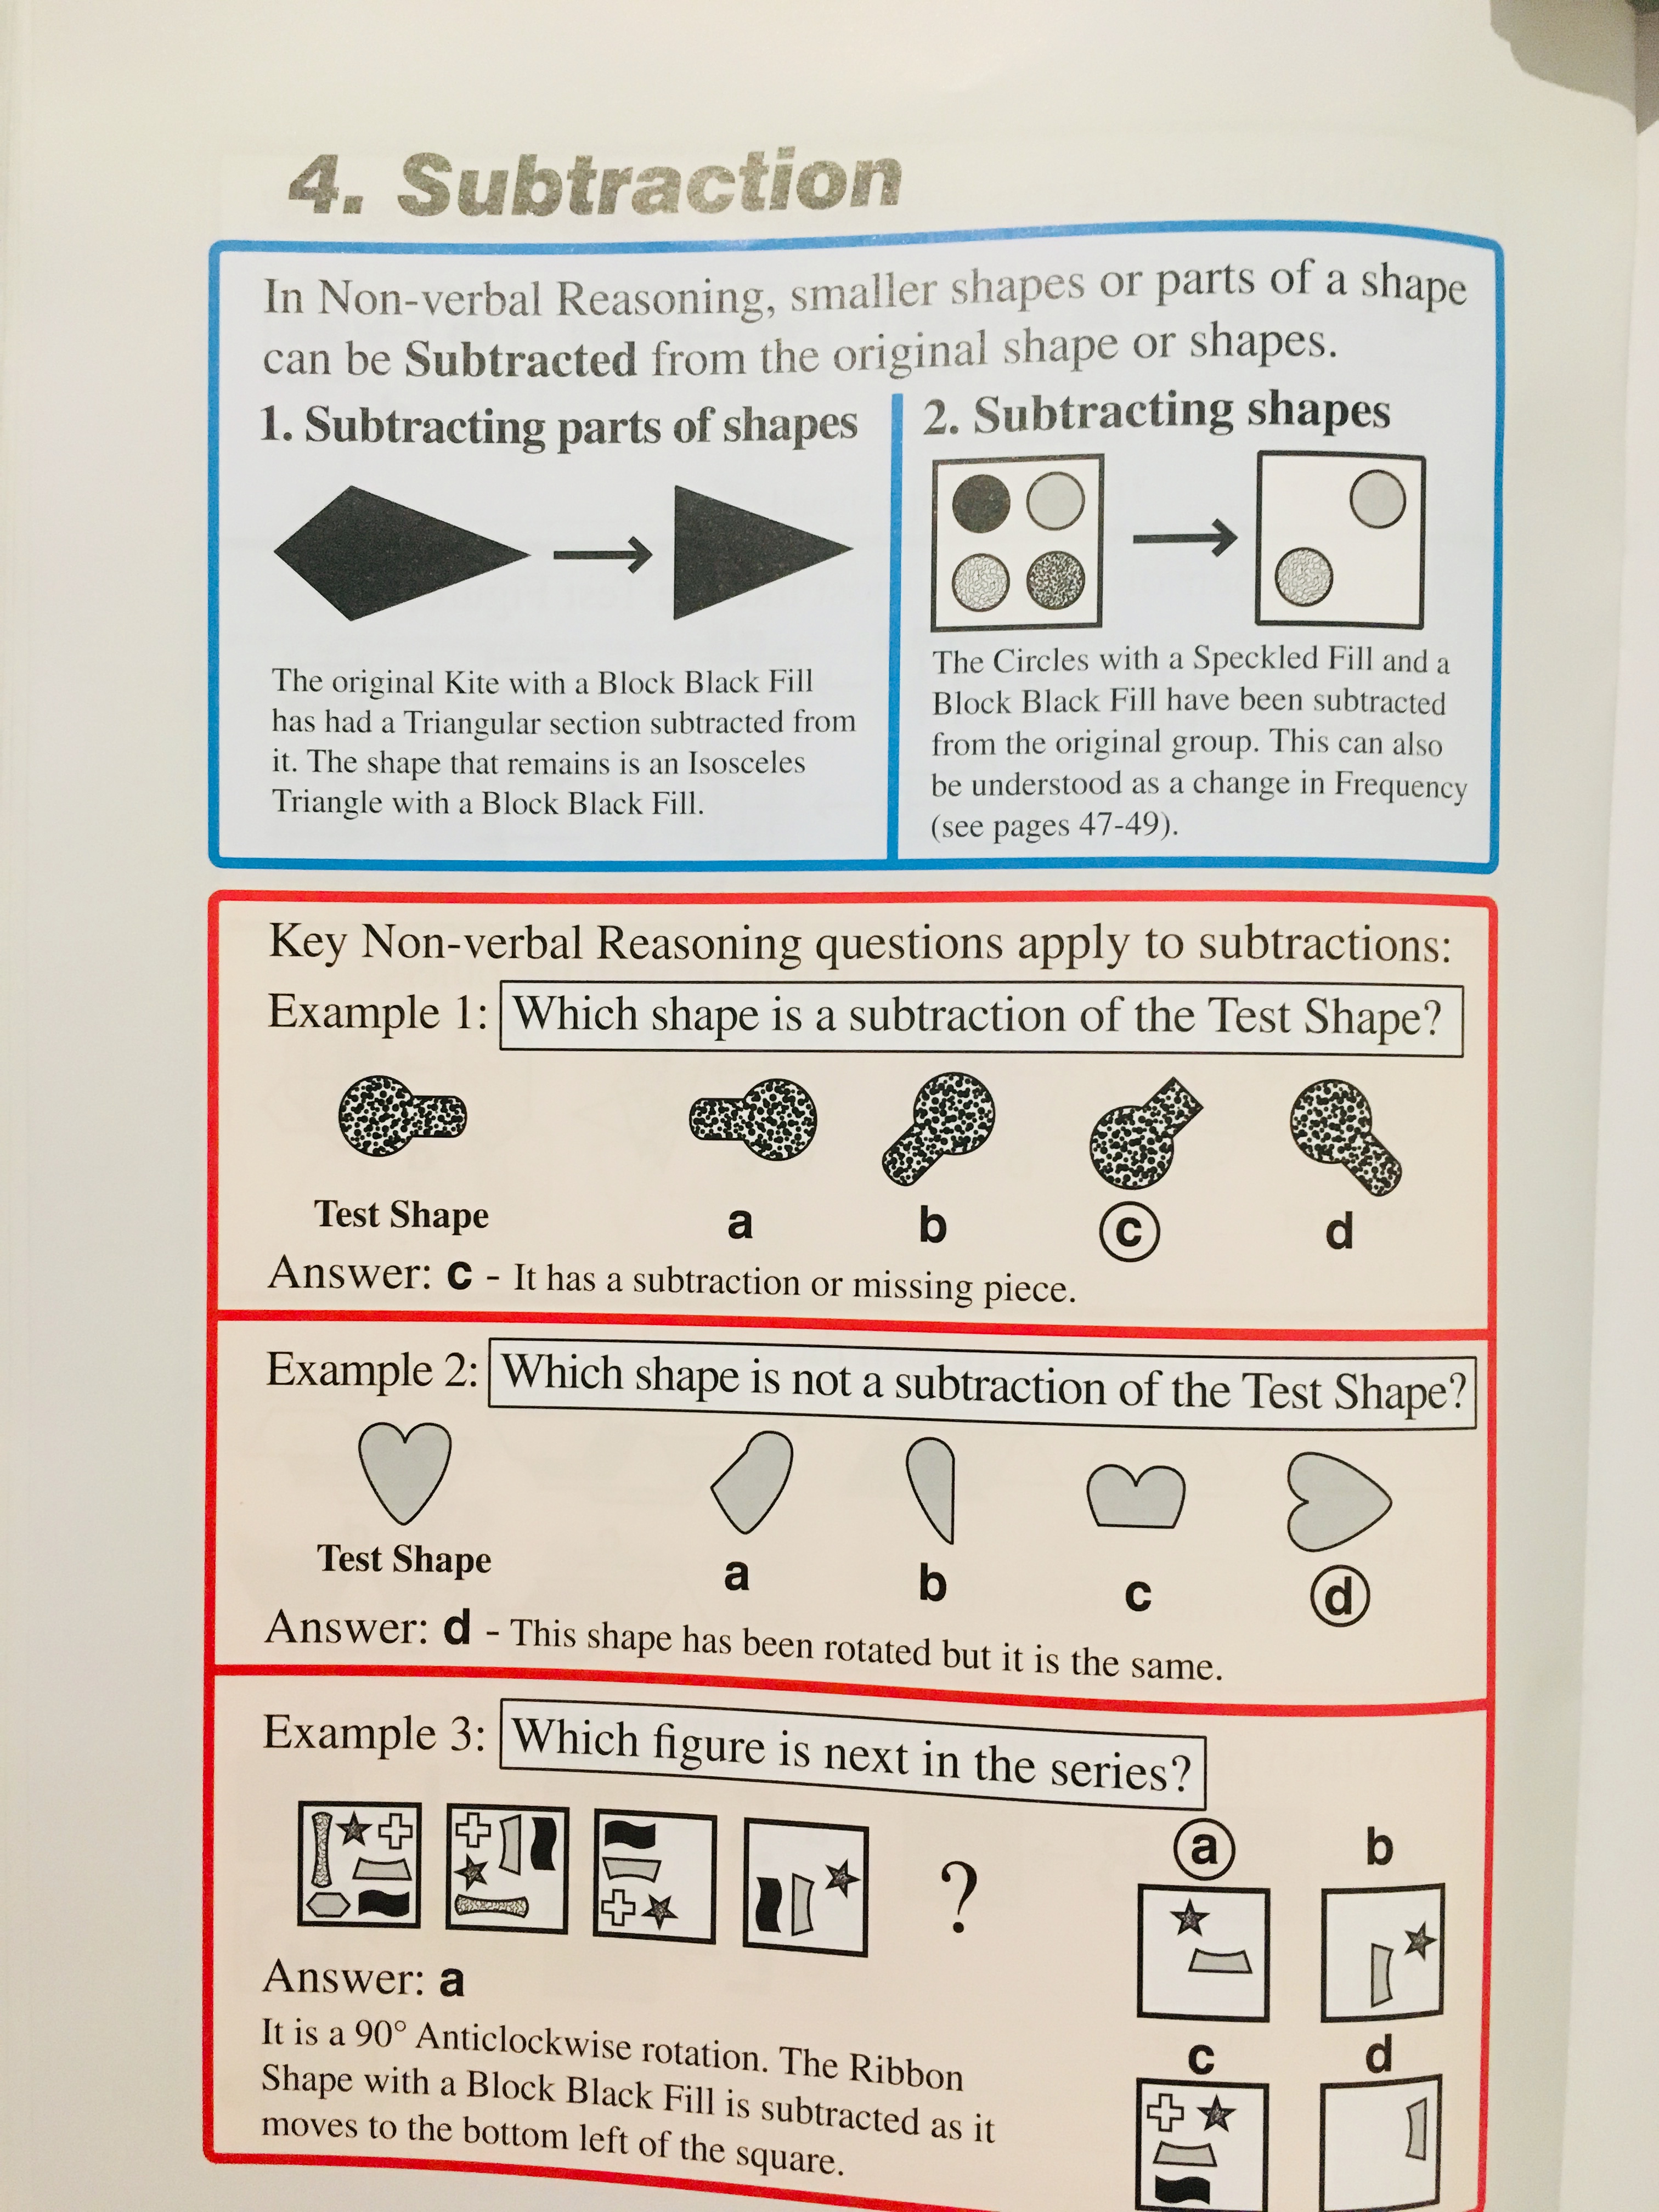 4. Subtraction
In Non-verbal Reasoning, smaller shapes or parts of a shape
can be Subtracted from the original shape or shapes.
1. Subtracting parts of shapes
The original Kite with a Block Black Fill
has had a Triangular section subtracted from
it. The shape that remains is an Isosceles
Triangle with a Block Black Fill.
2. Subtracting shapes
The Circles with a Speckled Fill and a
Block Black Fill have been subtracted
from the original group. This can also
be understood as a change in Frequency
(see pages 47-49).
Key Non-verbal Reasoning questions apply to subtractions:
Example 1: Which shape is a subtraction of the Test Shape?
Test Shape a b c d
Answer: c - It has a subtraction or missing piece.
Example 2: Which shape is not a subtraction of the Test Shape?
Test Shape a b c d
Answer: d - This shape has been rotated but it is the same.
Example 3: Which figure is next in the series?
?
a b
c d
Answer: a
It is a 90° Anticlockwise rotation. The Ribbon
Shape with a Block Black Fill is subtracted as it
moves to the bottom left of the square.